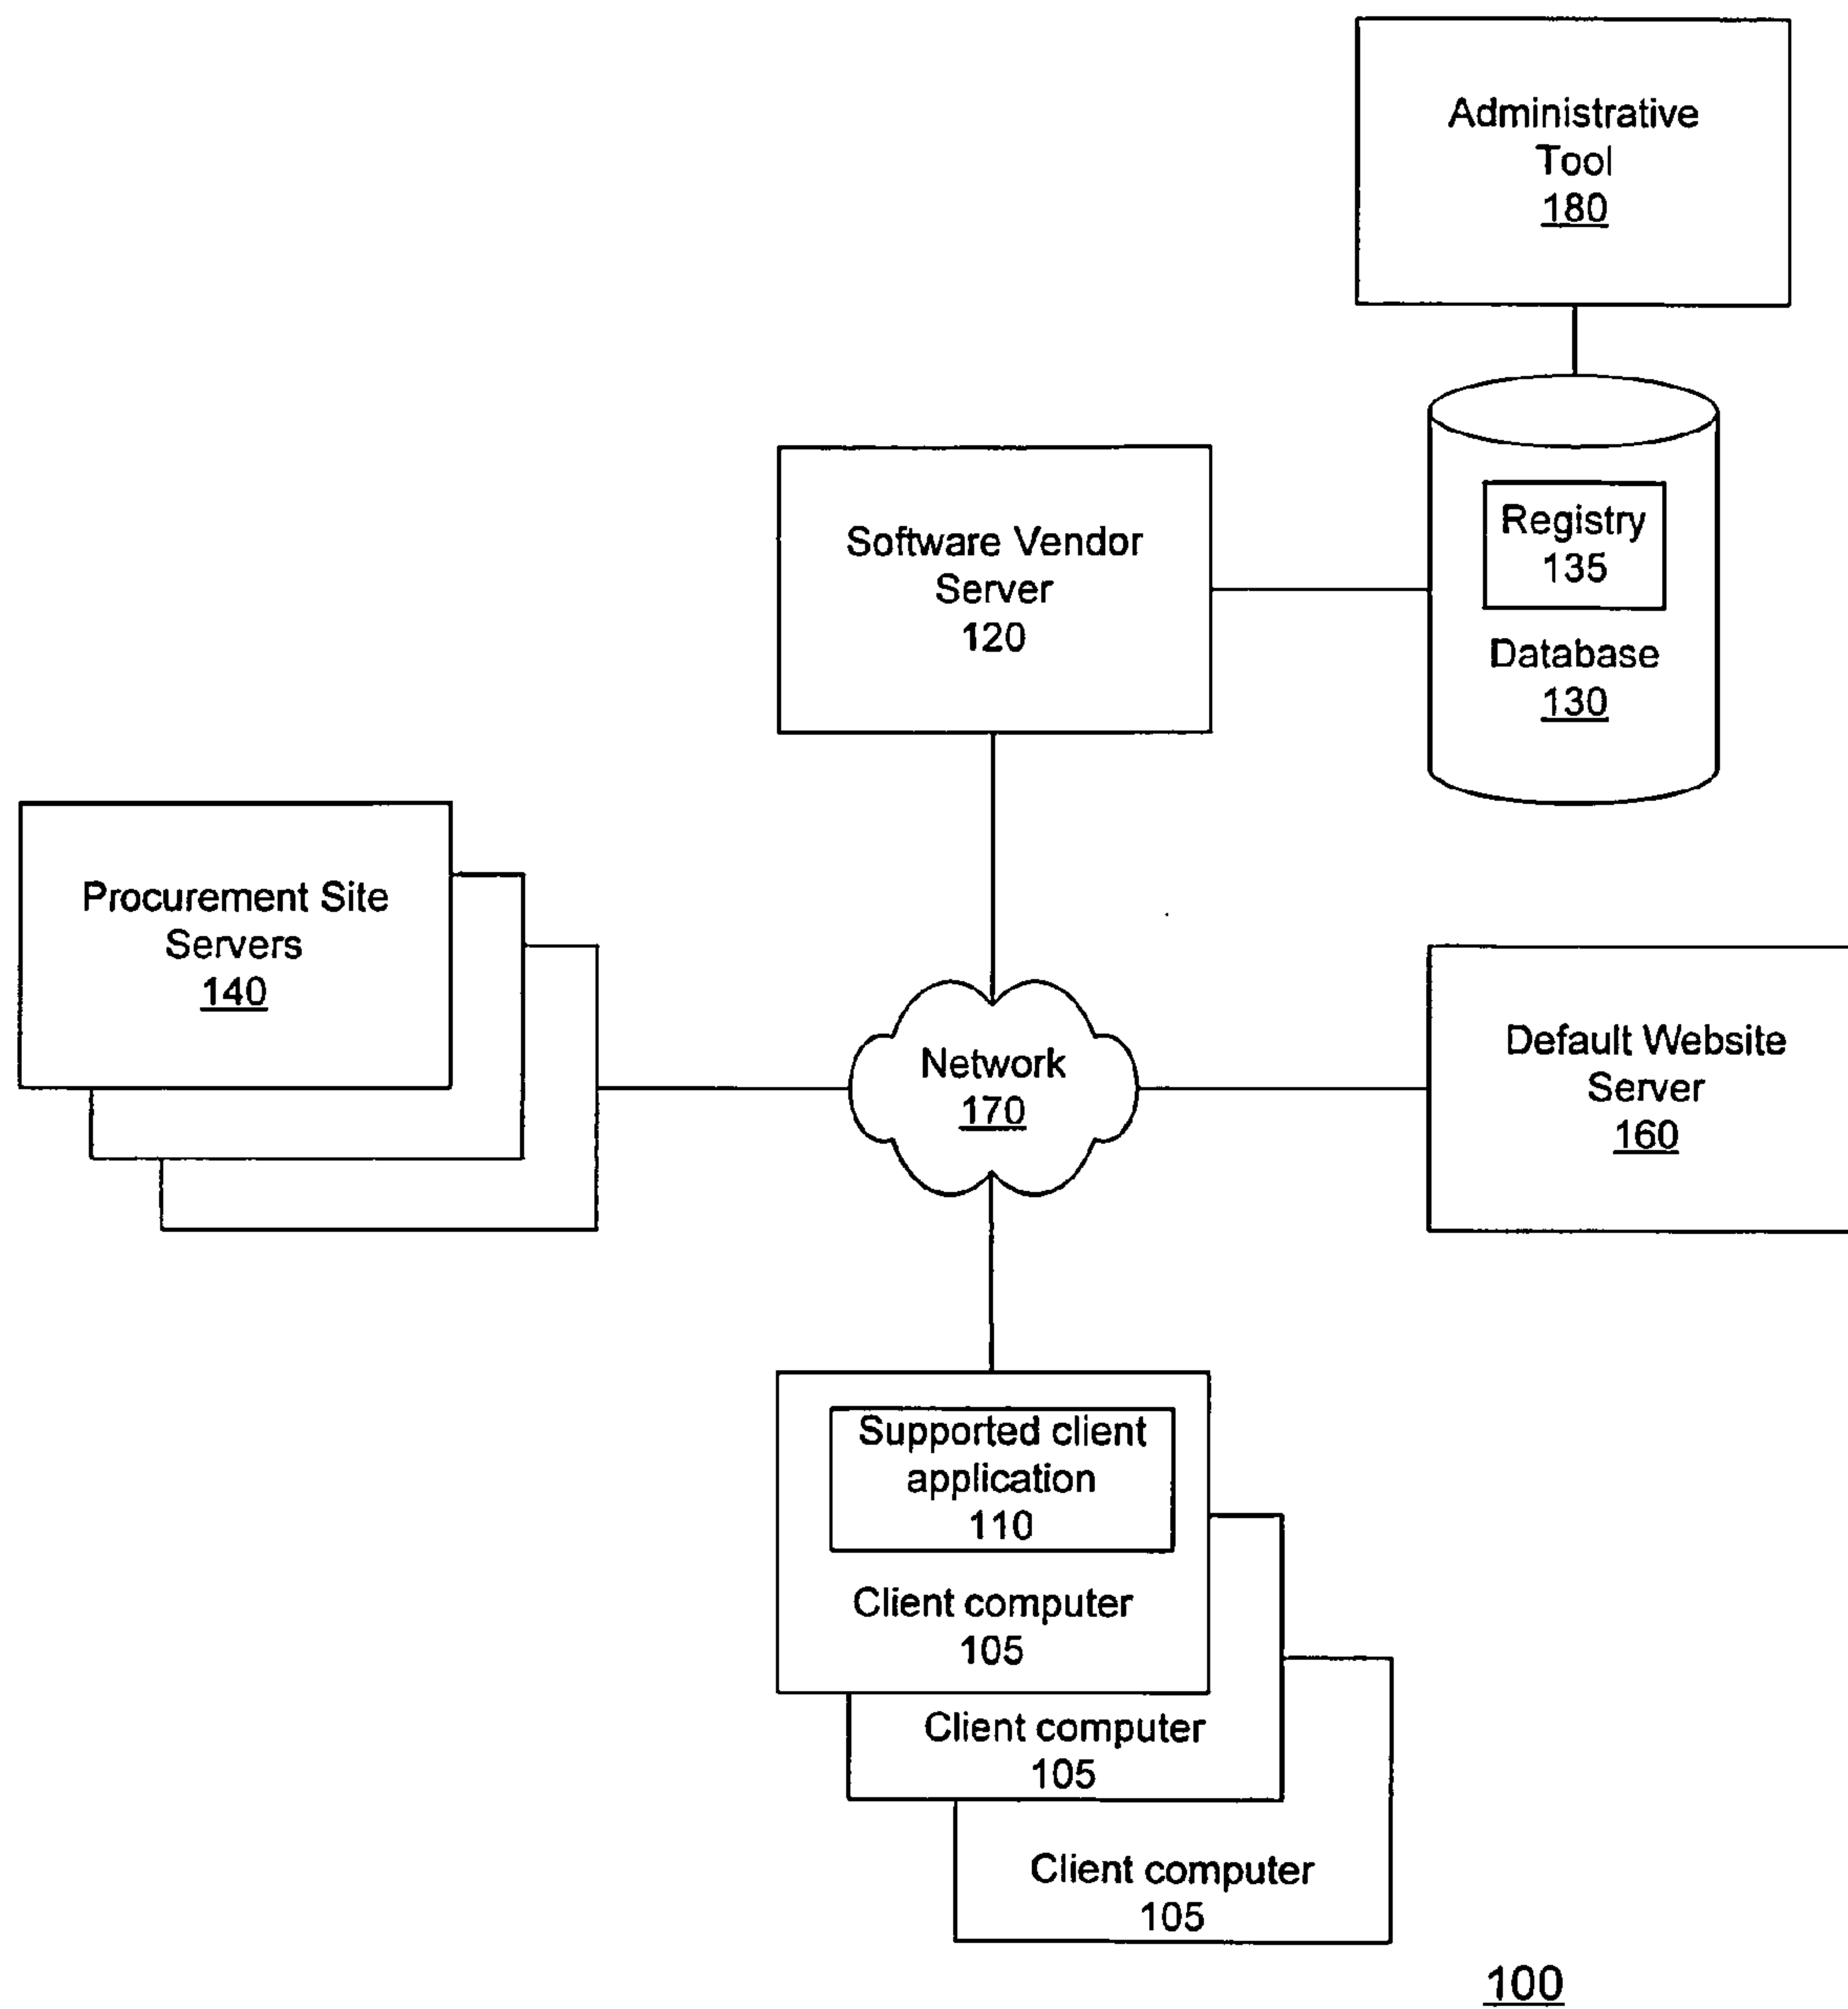 Administrative
Tool
180
Registry
135
Database
130
Software Vendor
Server
120
Procurement Site
Servers
140
Network
170
Default Website
Server
160
Supported client
application
110
Client computer
105
Client computer
105
Client computer
105
100